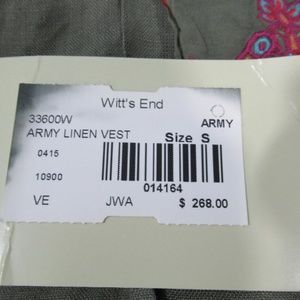 Witt's End
33600W ARMY
ARMY LINEN VEST Size S
0415
10900
014164
VE JWA $ 268.00